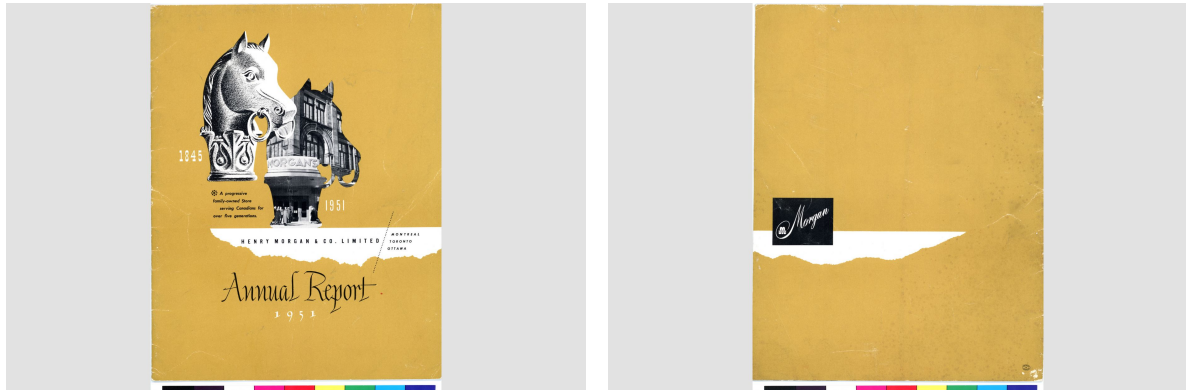 1845
MORGAN'S
A progressive
family-owned Store
serving Canadians for
over five generations.
1951
HENRY MORGAN & CO. LIMITED
MONTREAL
TORONTO
OTTAWA
Annual Report
1951
m Morgan